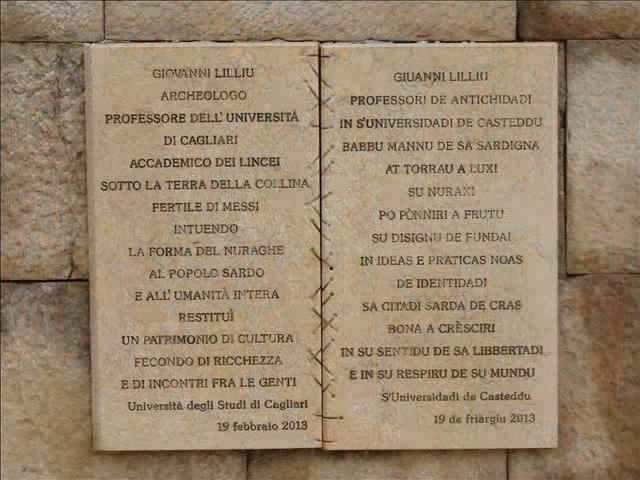 GIOVANNI LILLIU
ARCHEOLOGO
PROFESSORE DELL' UNIVERSITÀ
DI CAGLIARI
ACCADEMICO DEI LINCEI
SOTTO LA TERRA DELLA COLLINA
FERTILE DI MESSI
INTUENDO
LA FORMA DEL NURAGHE
AL POPOLO SARDO
E ALL' UMANITÀ INTERA
RESTITUÌ
UN PATRIMONIO DI CULTURA
FECONDO DI RICCHEZZA
E DI INCONTRI FRA LE GENTI
Università degli Studi di Cagliari
19 febbraio 2013
GIUANNI LILLIU
PROFESSORI DE ANTICHIDADI
IN S'UNIVERSIDADI DE CASTEDDU
BABBU MANNU DE SA SARDIGNA
AT TORRAU A LUXI
SU NURAXI
PO PÒNNIRI A FRUTU
SU DISIGNU DE FUNDAI
IN IDEAS E PRATICAS NOAS
DE IDENTIDADI
SA CITADI SARDA DE CRAS
BONA A CRÈSCIRI
IN SU SENTIDU DE SA LIBBERTADI
E IN SU RESPIRU DE SU MUNDU
S'Universidadi de Casteddu
19 de friàrgiu 2013